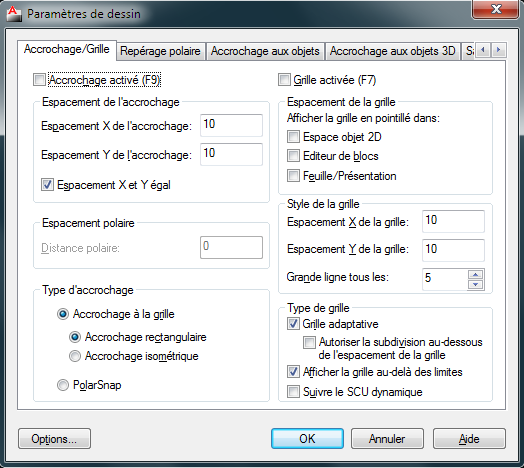 Paramètres de dessin
Accrochage/Grille
Repérage polaire
Accrochage aux objets
Accrochage aux objets 3D
Accrochage activé (F9)
Espacement de l'accrochage
Espacement X de l'accrochage: 10
Espacement Y de l'accrochage: 10
Espacement X et Y égal
Espacement polaire
Distance polaire: 0
Type d'accrochage
Accrochage à la grille
Accrochage rectangulaire
Accrochage isométrique
PolarSnap
Grille activée (F7)
Espacement de la grille
Afficher la grille en pointillé dans:
Espace objet 2D
Editeur de blocs
Feuille/Présentation
Style de la grille
Espacement X de la grille: 10
Espacement Y de la grille: 10
Grande ligne tous les: 5
Type de grille
Grille adaptative
Autoriser la subdivision au-dessous
de l'espacement de la grille
Afficher la grille au-delà des limites
Suivre le SCU dynamique
Options...
OK
Annuler
Aide